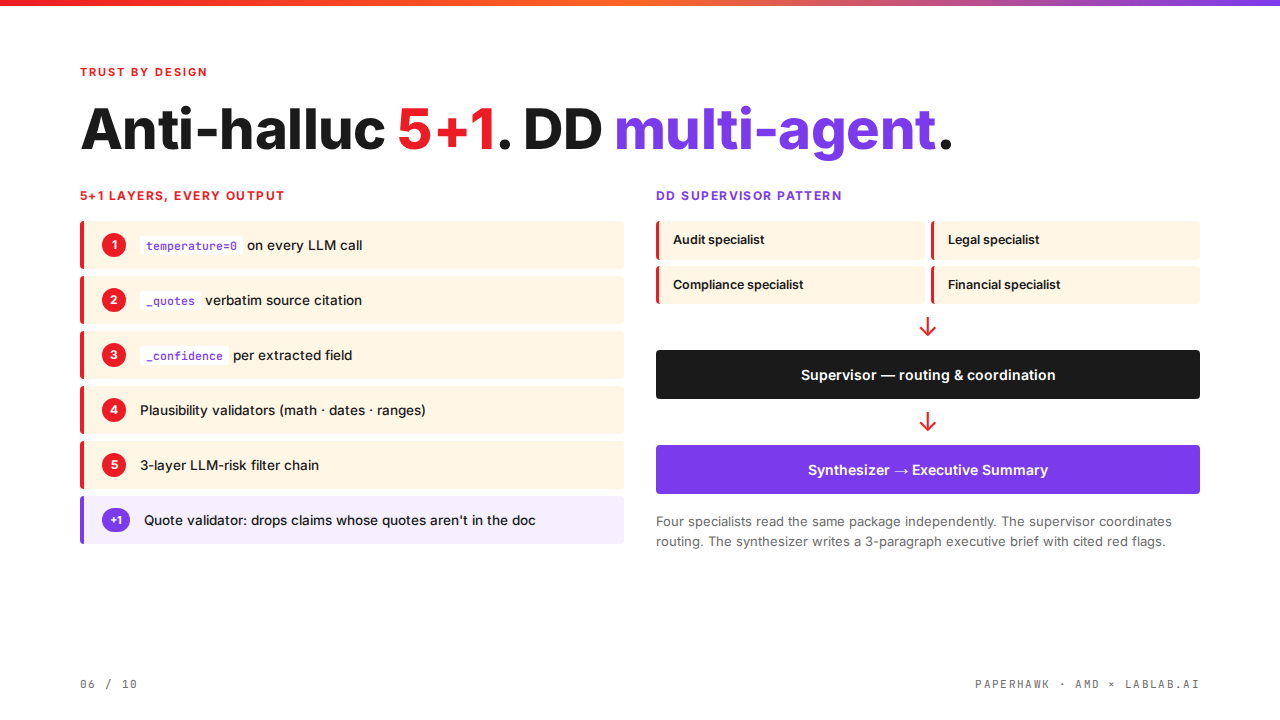 TRUST BY DESIGN
Anti-halluc 5+1. DD multi-agent.
5+1 LAYERS, EVERY OUTPUT
1 temperature=0 on every LLM call
2 _quotes verbatim source citation
3 _confidence per extracted field
4 Plausibility validators (math · dates · ranges)
5 3-layer LLM-risk filter chain
+1 Quote validator: drops claims whose quotes aren't in the doc
DD SUPERVISOR PATTERN
Audit specialist
Legal specialist
Compliance specialist
Financial specialist
↓
Supervisor — routing & coordination
↓
Synthesizer → Executive Summary
Four specialists read the same package independently. The supervisor coordinates
routing. The synthesizer writes a 3-paragraph executive brief with cited red flags.
06 / 10
PAPERHAWK · AMD × LABLAB.AI